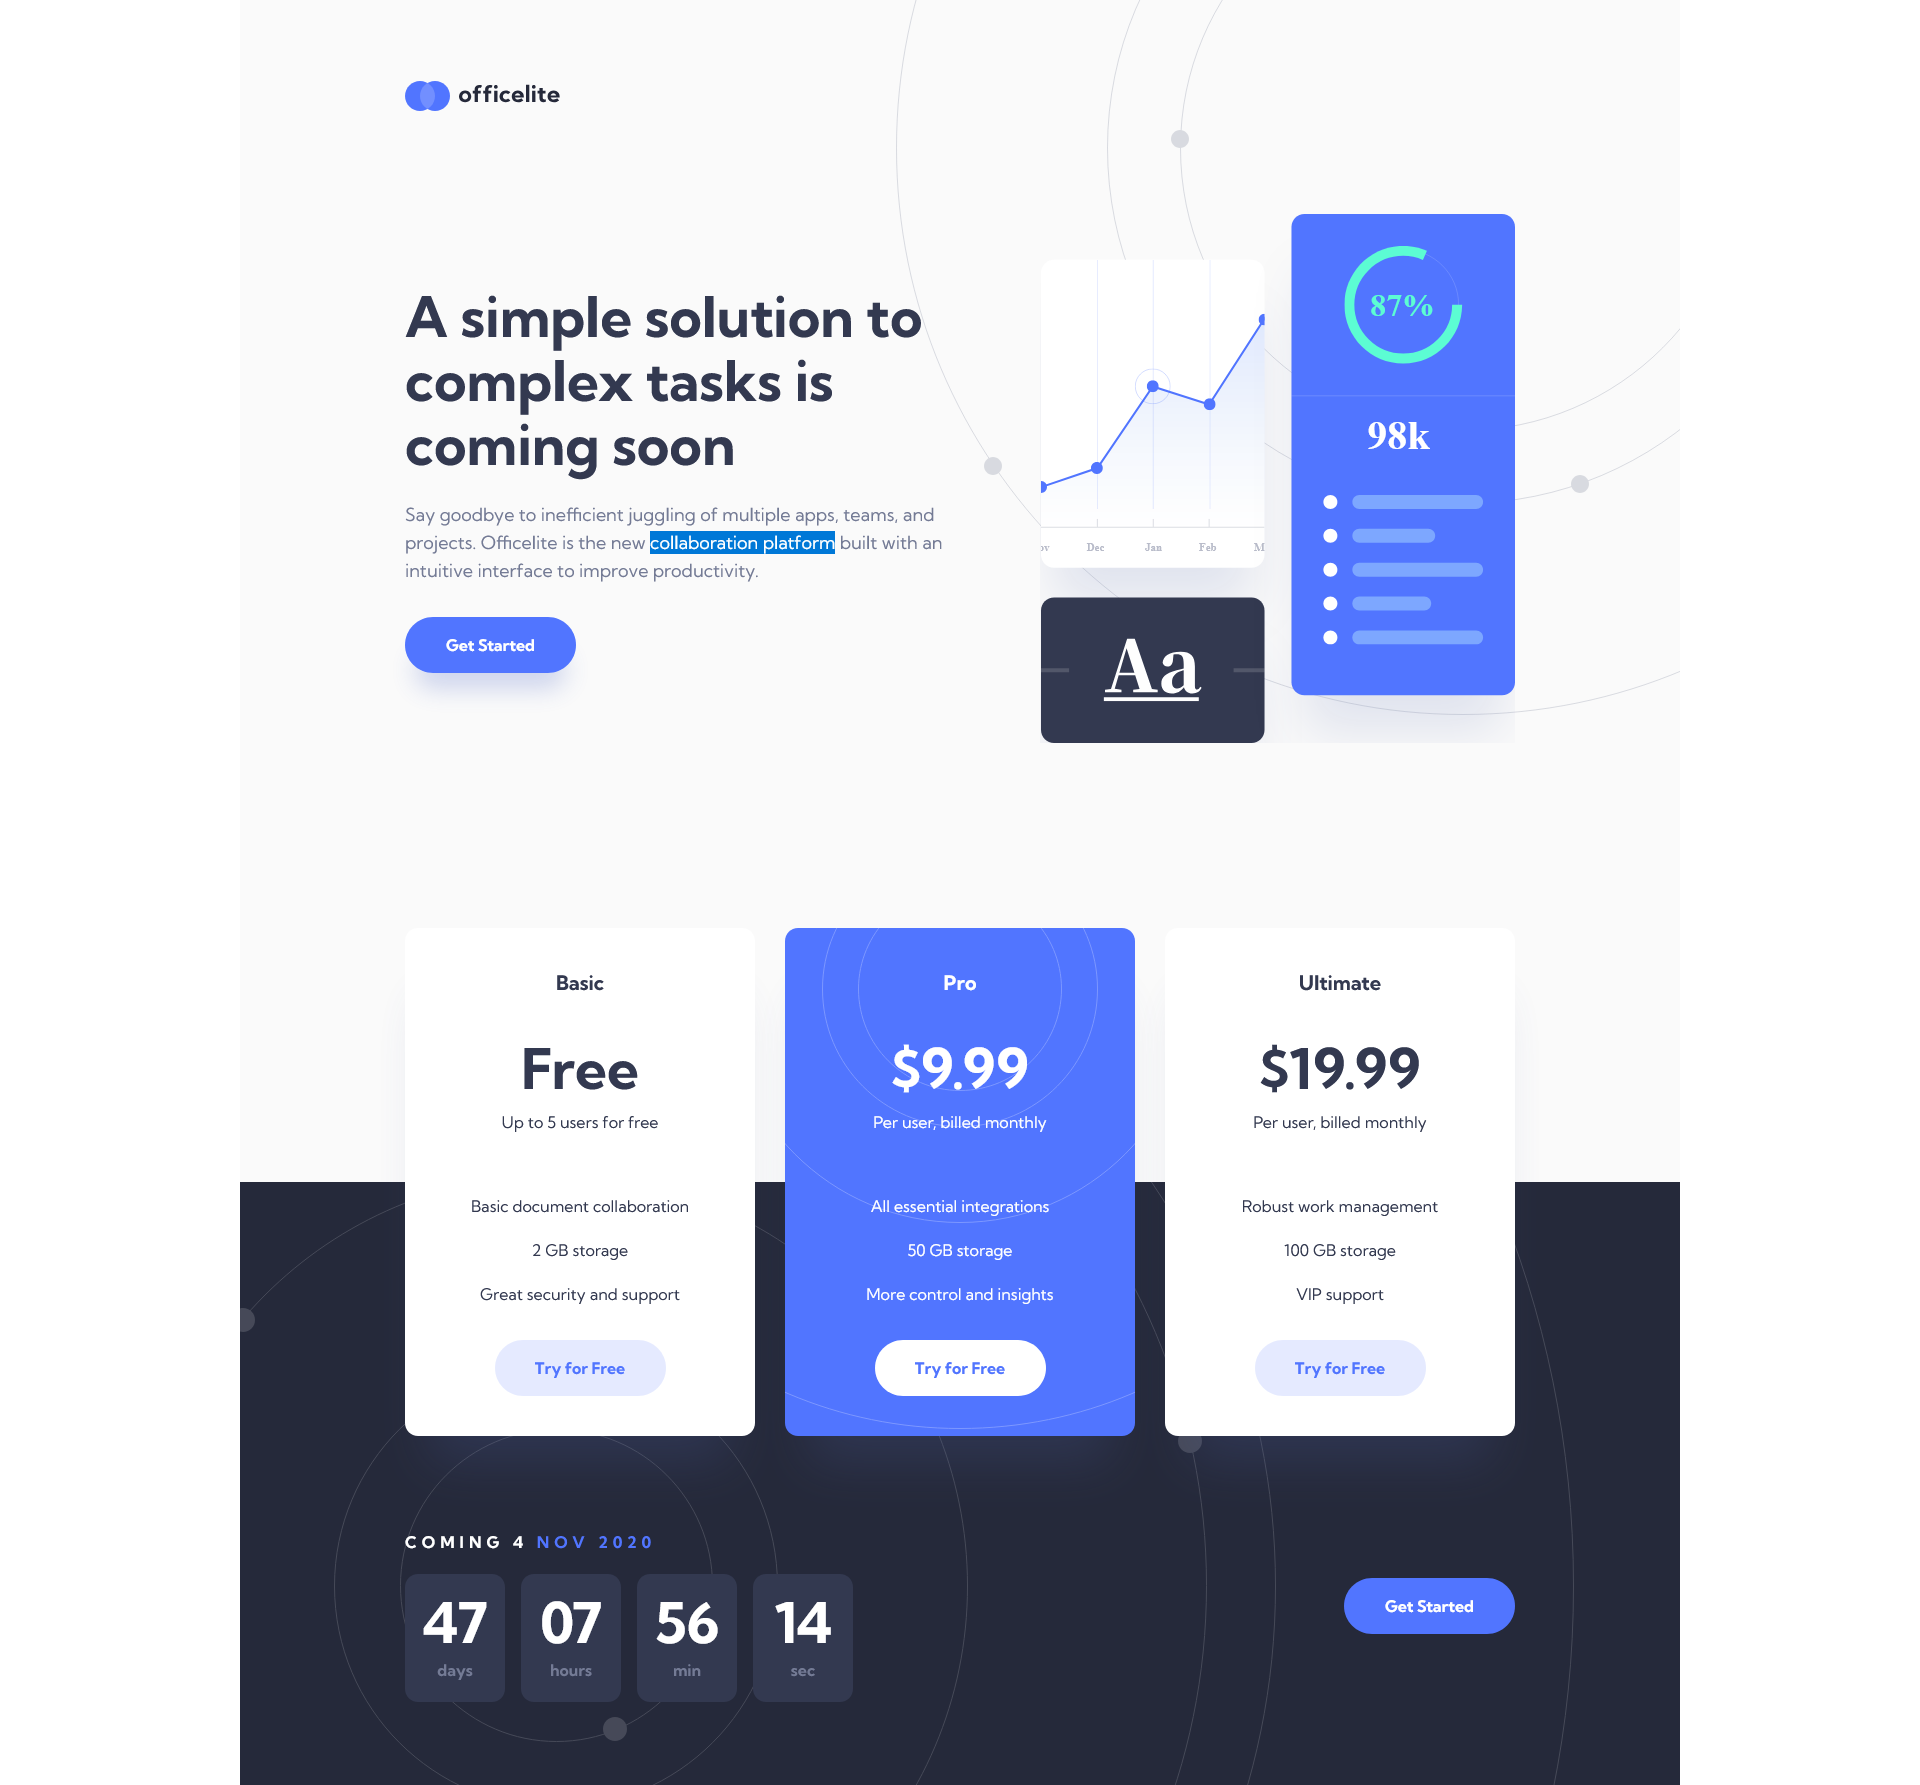 officelite
A simple solution to
complex tasks is
coming soon
Say goodbye to inefficient juggling of multiple apps, teams, and
projects. Officelite is the new collaboration platform built with an
intuitive interface to improve productivity.
Get Started
Dec Jan Feb
Aa
87%
98k
Basic
Free
Up to 5 users for free
Basic document collaboration
2 GB storage
Great security and support
Try for Free
Pro
$9.99
Per user, billed monthly
All essential integrations
50 GB storage
More control and insights
Try for Free
Ultimate
$19.99
Per user, billed monthly
Robust work management
100 GB storage
VIP support
Try for Free
COMING 4 NOV 2020
47 07 56 14
days hours min sec
Get Started